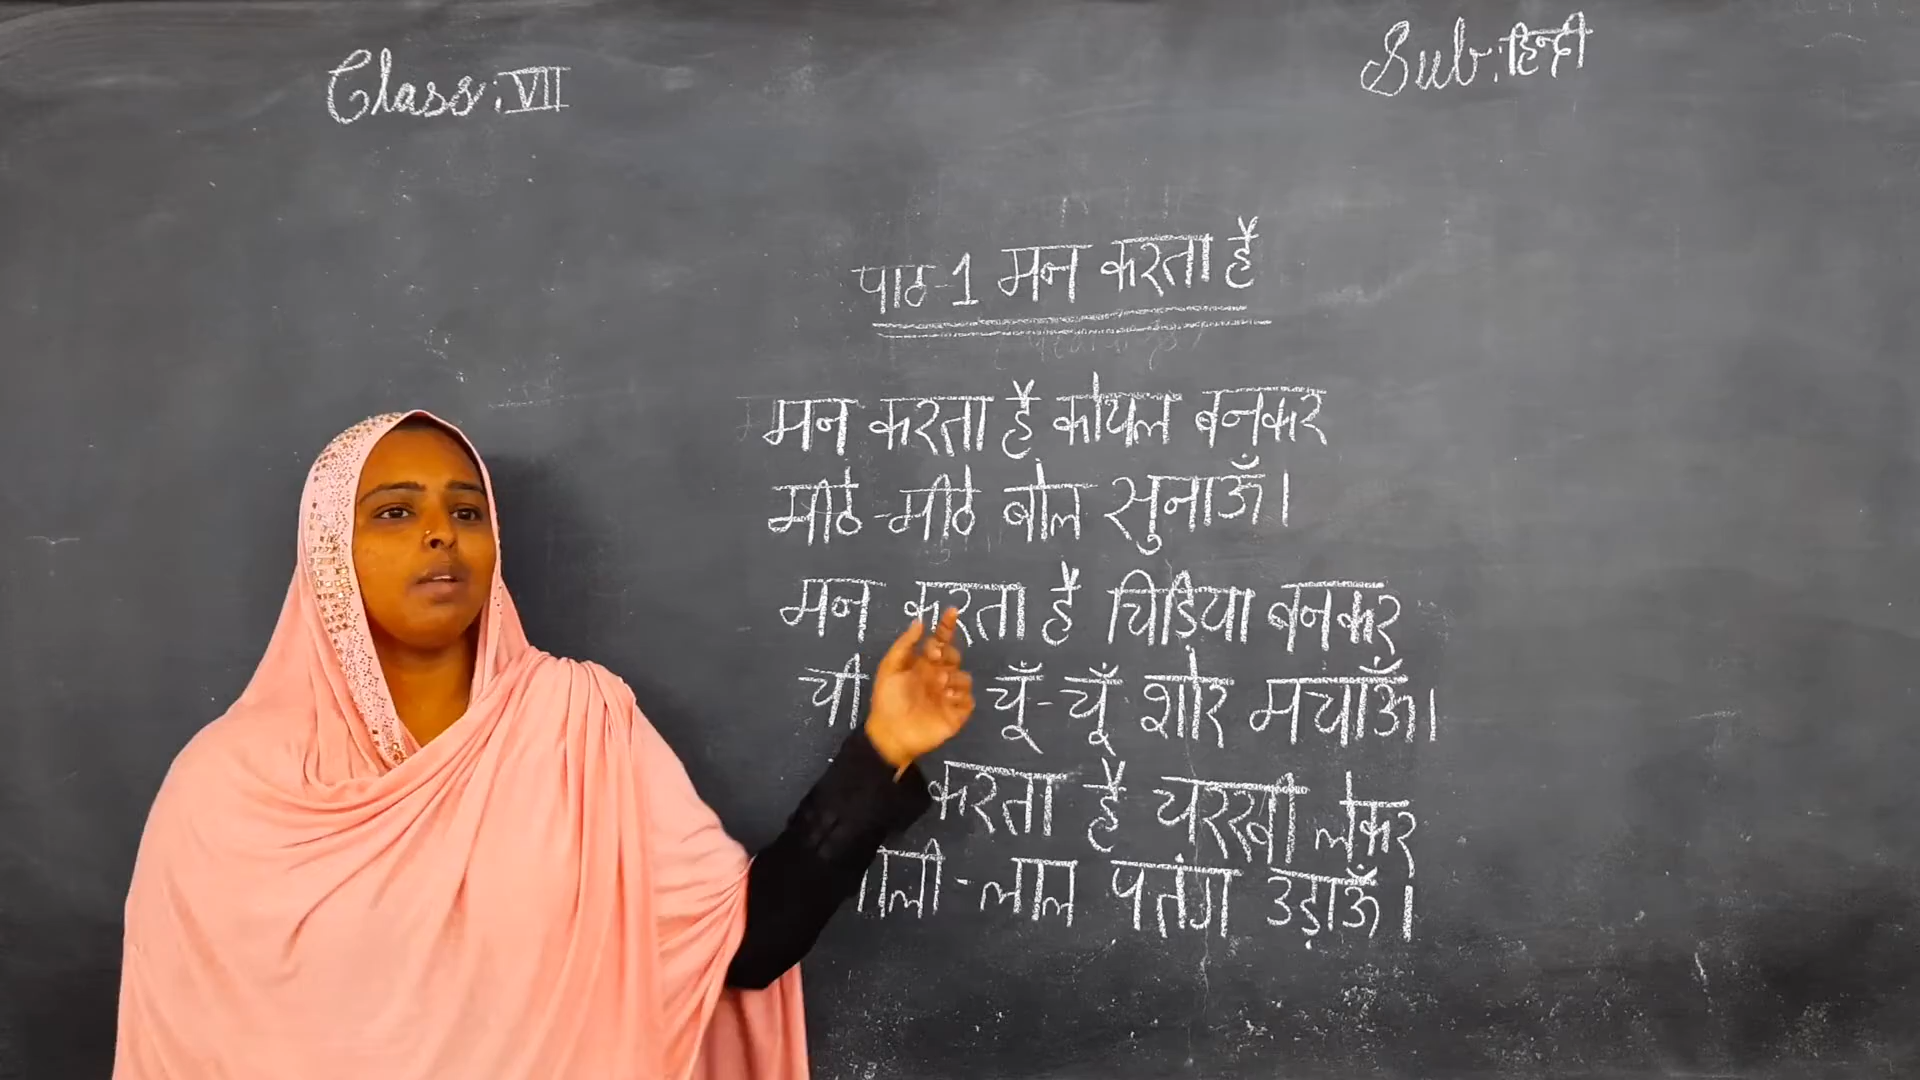 Class: VII
Sub: हिन्दी
पाठ-1 मन करता है
मन करता है कोयल बनकर
मीठे-मीठे बोल सुनाऊँ।
मन करता है चिड़िया बनकर
ची चूँ-चूँ शोर मचाऊँ।
करता है चरखी लेकर
ली-लाल पतंग उड़ाऊँ।